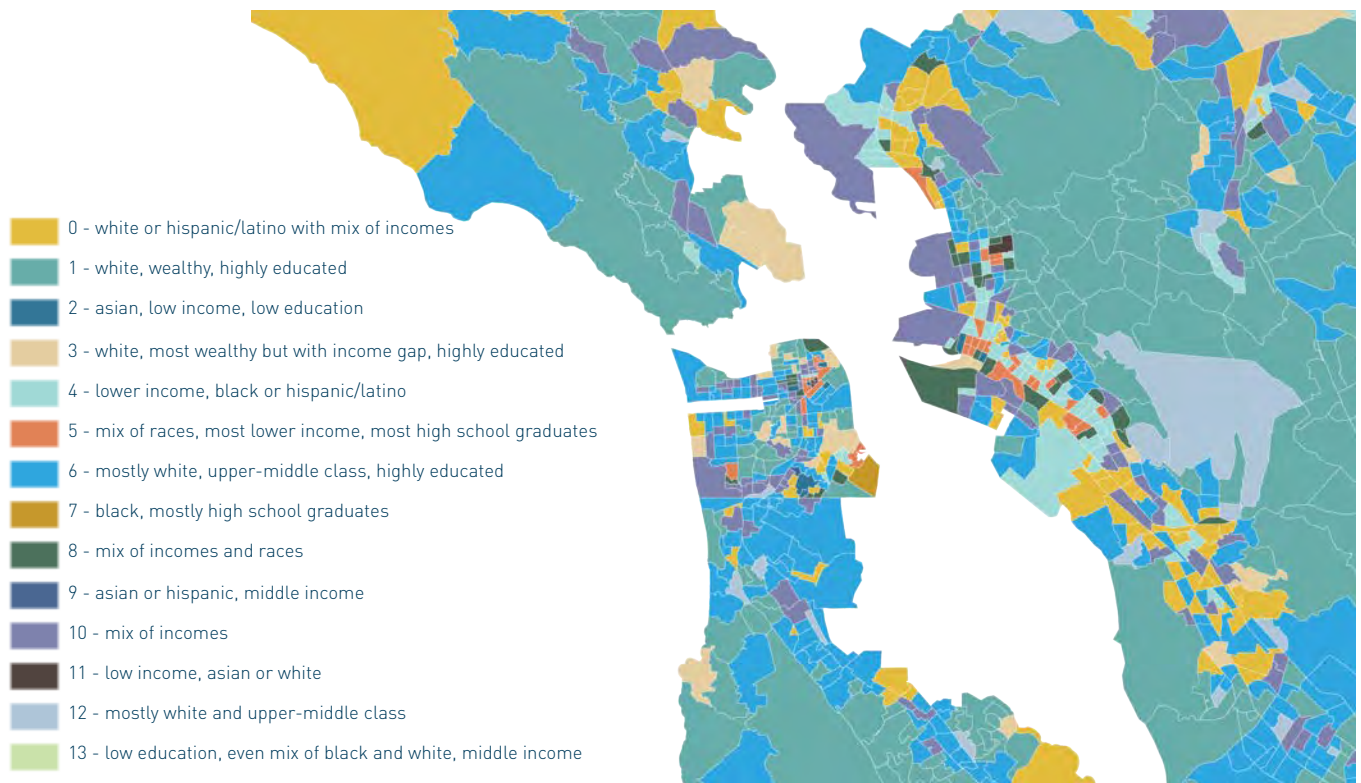 0 - white or hispanic/latino with mix of incomes
1 - white, wealthy, highly educated
2 - asian, low income, low education
3 - white, most wealthy but with income gap, highly educated
4 - lower income, black or hispanic/latino
5 - mix of races, most lower income, most high school graduates
6 - mostly white, upper-middle class, highly educated
7 - black, mostly high school graduates
8 - mix of incomes and races
9 - asian or hispanic, middle income
10 - mix of incomes
11 - low income, asian or white
12 - mostly white and upper-middle class
13 - low education, even mix of black and white, middle income